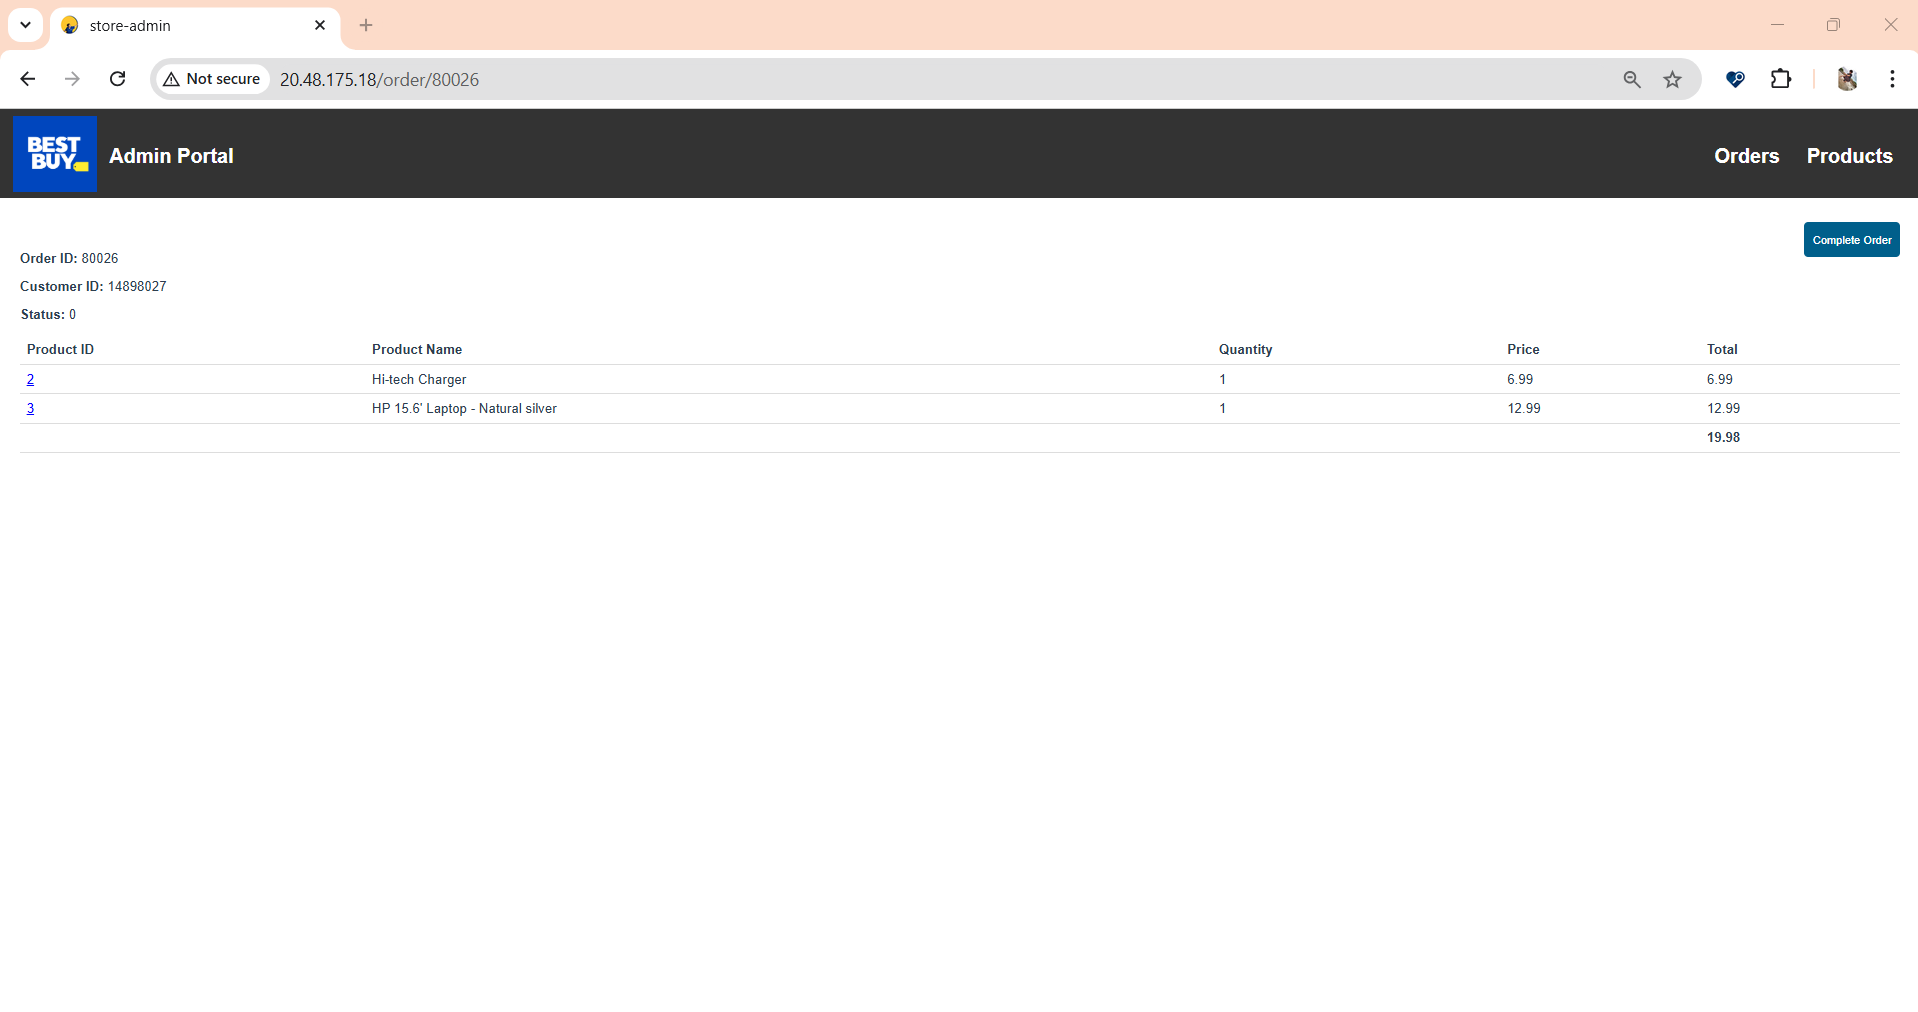 store-admin
Not secure 20.48.175.18/order/80026
BEST
BUY
Admin Portal
Orders Products
Complete Order
Order ID: 80026
Customer ID: 14898027
Status: 0
Product ID Product Name Quantity Price Total
2 Hi-tech Charger 1 6.99 6.99
3 HP 15.6' Laptop - Natural silver 1 12.99 12.99
19.98